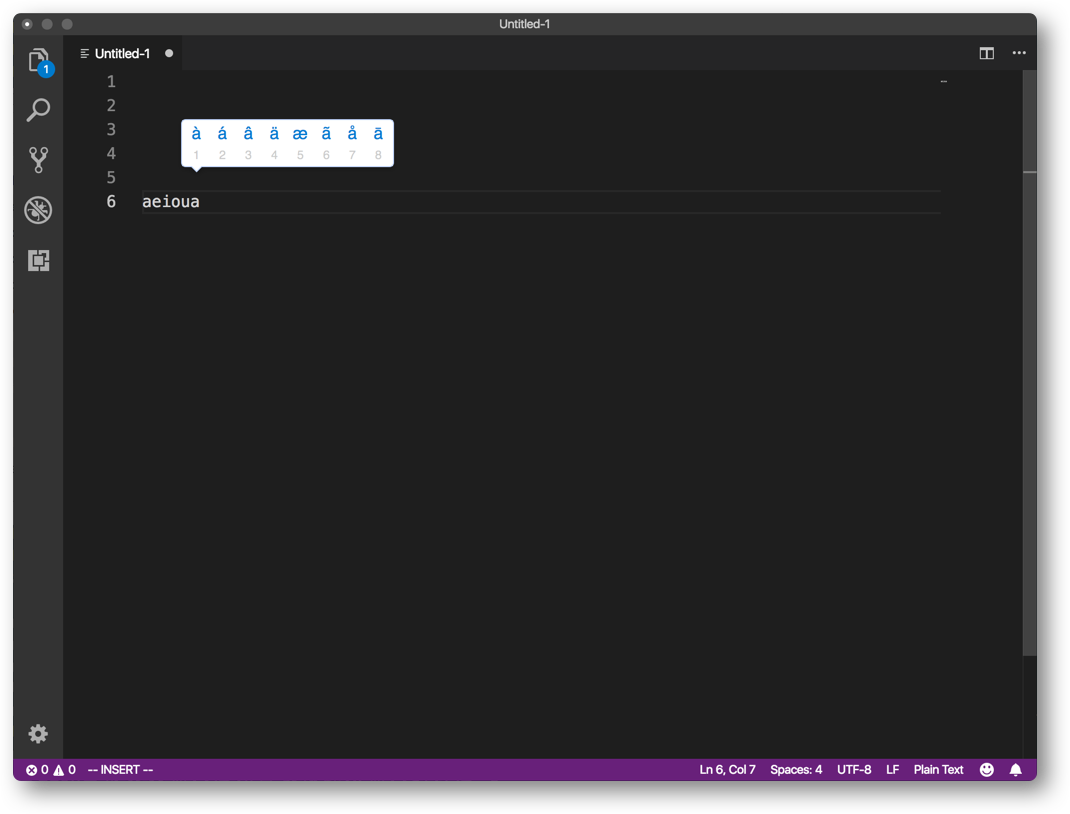 Untitled-1
Untitled-1
1
1
2
3
4
5
6 aeioua
à á â ä æ ã å ā
1 2 3 4 5 6 7 8
0 0 -- INSERT -- Ln 6, Col 7 Spaces: 4 UTF-8 LF Plain Text